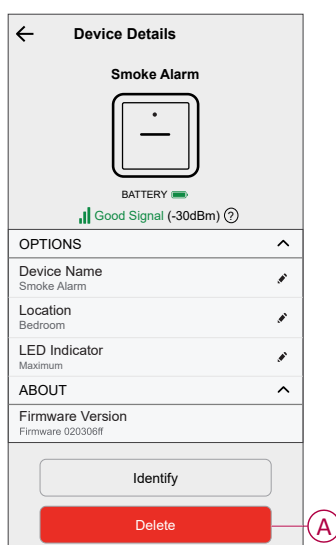 Device Details
Smoke Alarm
BATTERY
Good Signal (-30dBm) ?
OPTIONS
Device Name
Smoke Alarm
Location
Bedroom
LED Indicator
Maximum
ABOUT
Firmware Version
Firmware 020306ff
Identify
Delete
A